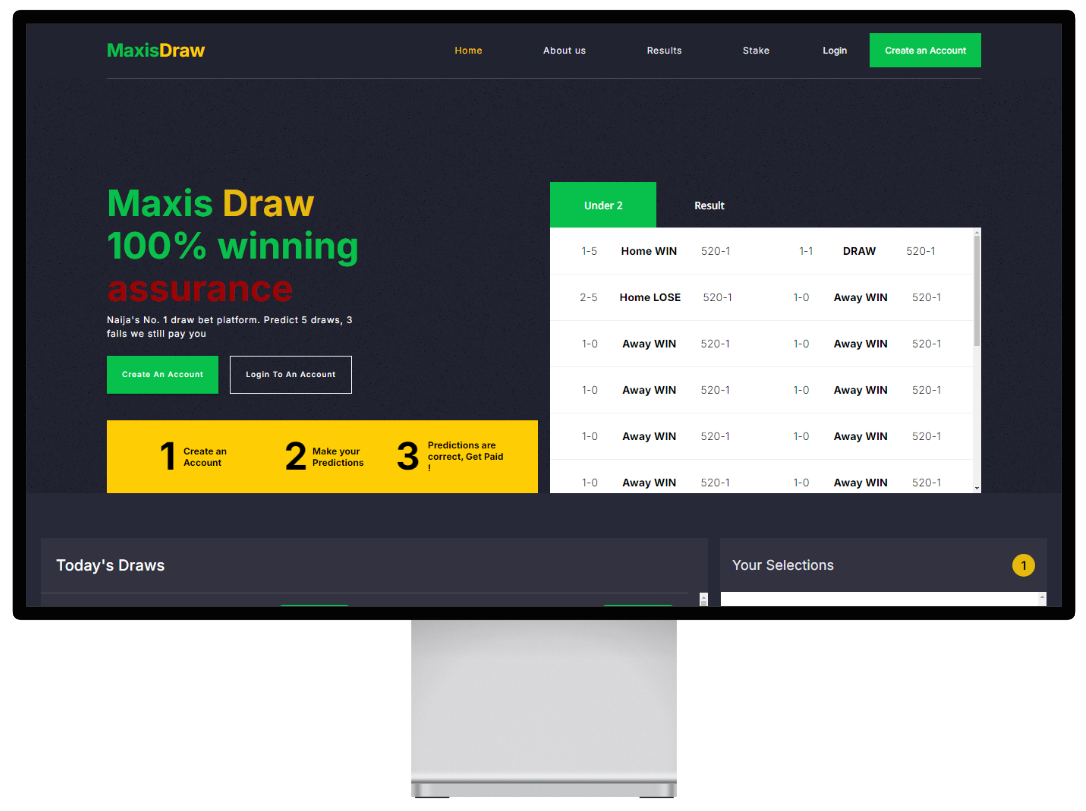 MaxisDraw
Home About us Results Stake Login Create an Account
Maxis Draw
100% winning
assurance
Naija's No. 1 draw bet platform. Predict 5 draws, 3
fails we still pay you
Create An Account Login To An Account
1 Create an
Account
2 Make your
Predictions
3 Predictions are
correct, Get Paid
!
Under 2 Result
1-5 Home WIN 520-1 1-1 DRAW 520-1
2-5 Home LOSE 520-1 1-0 Away WIN 520-1
1-0 Away WIN 520-1 1-0 Away WIN 520-1
1-0 Away WIN 520-1 1-0 Away WIN 520-1
1-0 Away WIN 520-1 1-0 Away WIN 520-1
1-0 Away WIN 520-1 1-0 Away WIN 520-1
Today's Draws
Your Selections 1